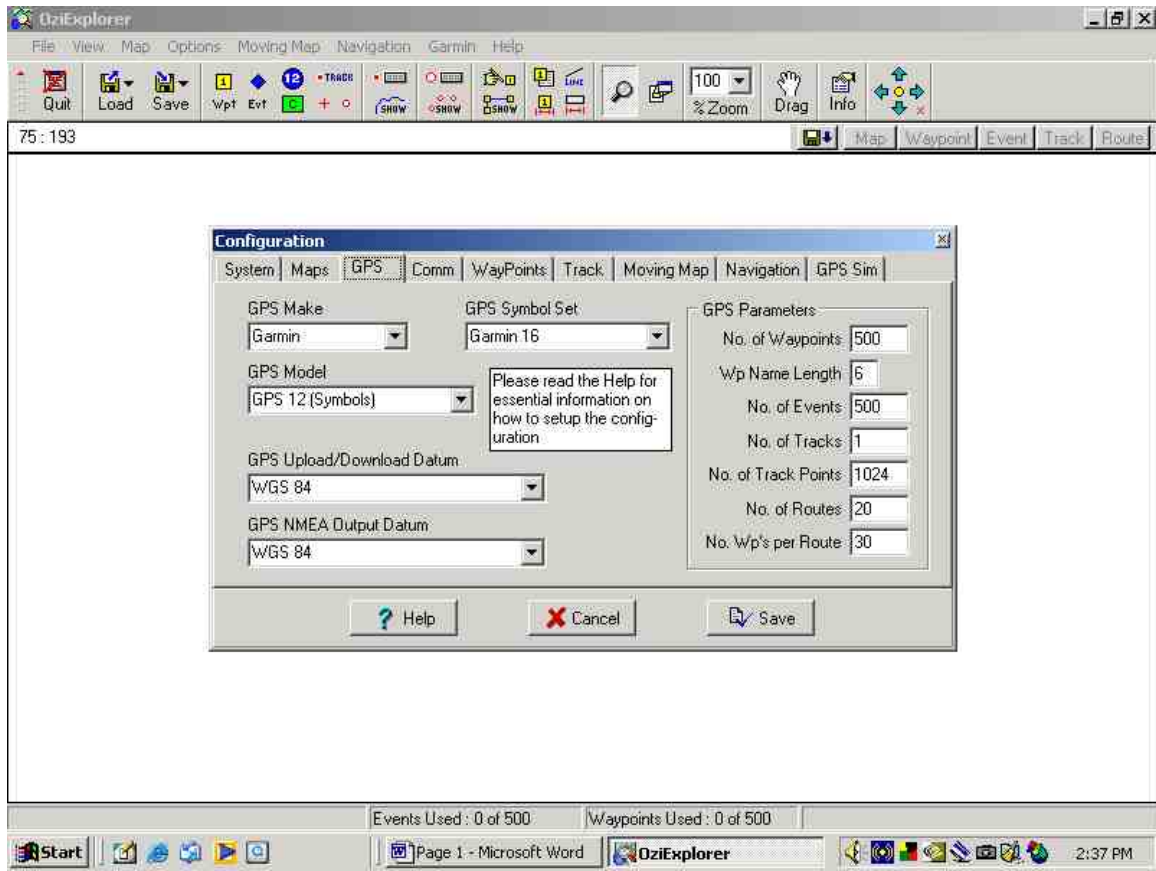 OziExplorer
File View Map Options Moving Map Navigation Garmin Help
Quit Load Save 1 Wpt Evt 12 C TRACK SHOW SHOW SHOW 1 1 LINE 100 % Zoom Drag Info
75 : 193 Map Waypoint Event Track Route
Configuration
System Maps GPS Comm WayPoints Track Moving Map Navigation GPS Sim
GPS Make
Garmin
GPS Symbol Set
Garmin 16
GPS Model
GPS 12 (Symbols)
Please read the Help for
essential information on
how to setup the config-
uration
GPS Upload/Download Datum
WGS 84
GPS NMEA Output Datum
WGS 84
GPS Parameters
No. of Waypoints 500
Wp Name Length 6
No. of Events 500
No. of Tracks 1
No. of Track Points 1024
No. of Routes 20
No. Wp's per Route 30
? Help Cancel Save
Events Used : 0 of 500 Waypoints Used : 0 of 500
Start Page 1 - Microsoft Word OziExplorer 2:37 PM